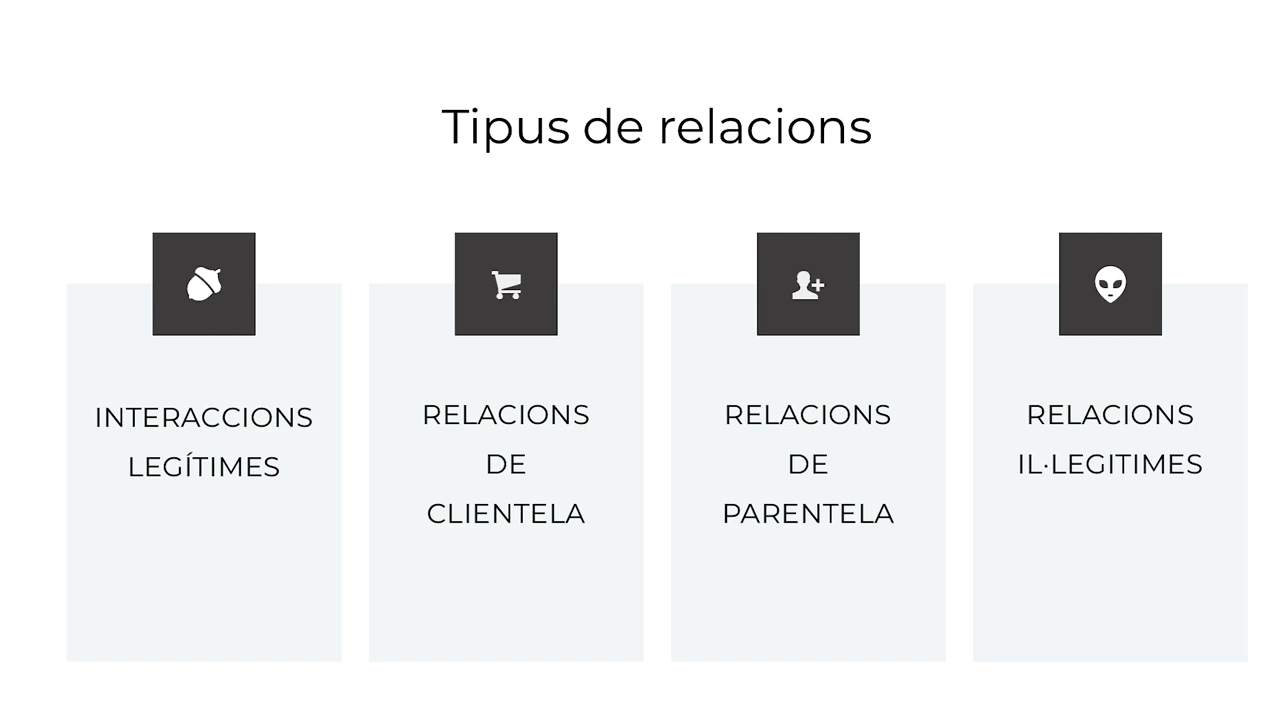 Tipus de relacions
INTERACCIONS
LEGÍTIMES
RELACIONS
DE
CLIENTELA
RELACIONS
DE
PARENTELA
RELACIONS
IL·LEGITIMES